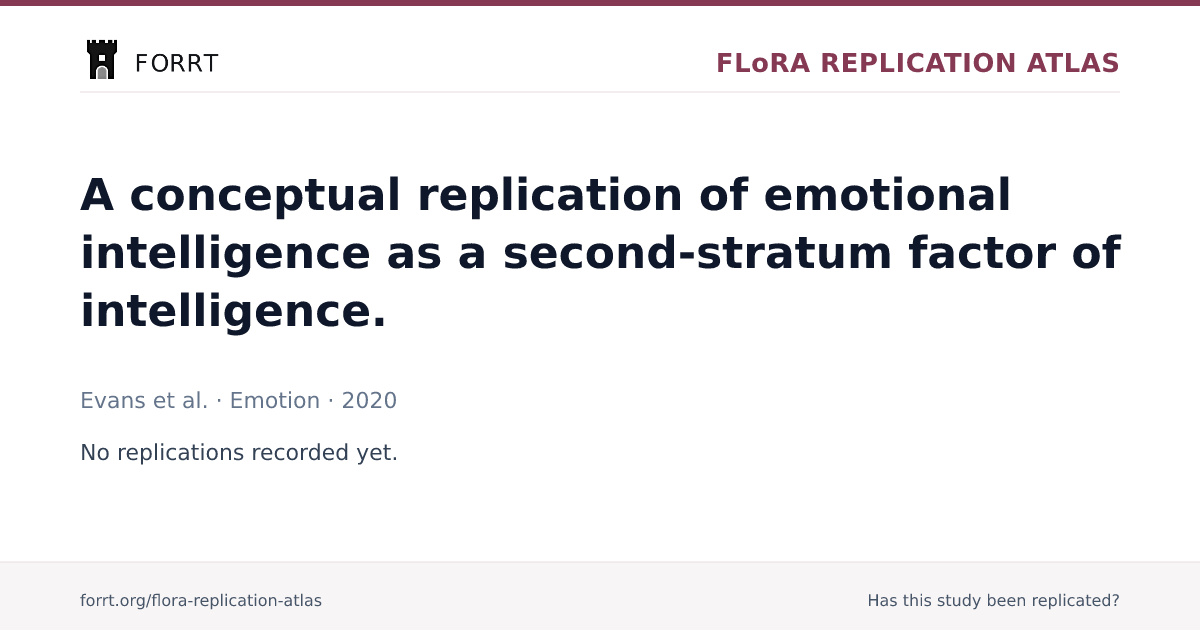 FORRT
FLoRA REPLICATION ATLAS
A conceptual replication of emotional
intelligence as a second-stratum factor of
intelligence.
Evans et al. · Emotion · 2020
No replications recorded yet.
forrt.org/flora-replication-atlas
Has this study been replicated?